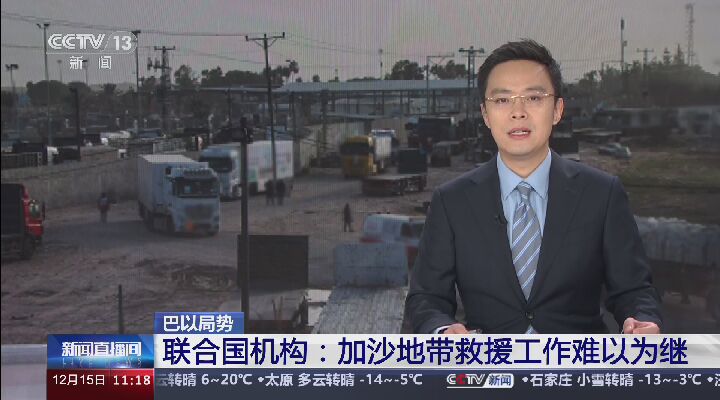 CCTV 13
新闻
巴以局势
新闻直播间
联合国机构：加沙地带救援工作难以为继
12月15日 11:18
云转晴 6~20℃ •太原 多云转晴 -14~-5℃ CCTV新闻 •石家庄 小雪转晴 -13~-3℃